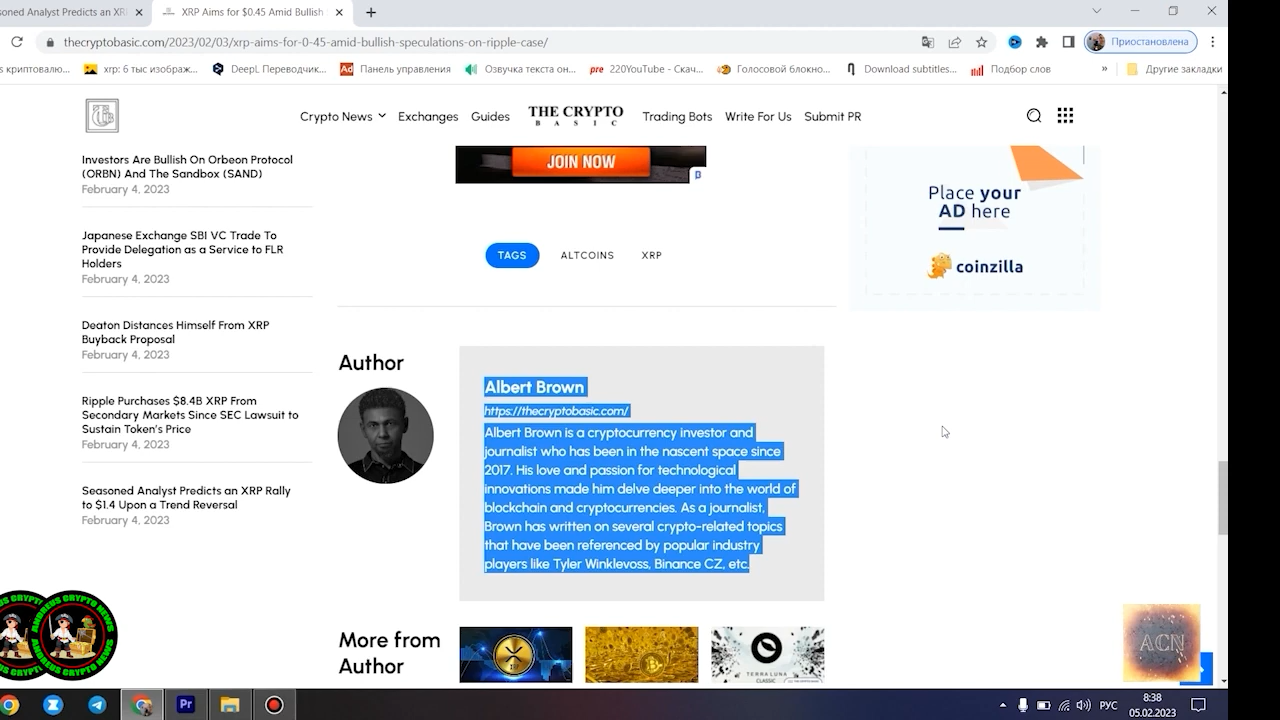 soned Analyst Predicts an XRI
XRP Aims for $0.45 Amid Bullish
thecryptobasic.com/2023/02/03/xrp-aims-for-0-45-amid-bullish-speculations-on-ripple-case/
Приостановлена
s криптовалю...
xrp: 6 тыс изображ...
DeepL Переводчик...
Ad
Панель управления
Озвучка текста он...
pre
220YouTube - Скач...
Голосовой блокно...
Download subtitles...
Подбор слов
»
Другие закладки
Crypto News
Exchanges
Guides
THE CRYPTO
BASIC
Trading Bots
Write For Us
Submit PR
Investors Are Bullish On Orbeon Protocol
(ORBN) And The Sandbox (SAND)
February 4, 2023
Japanese Exchange SBI VC Trade To
Provide Delegation as a Service to FLR
Holders
February 4, 2023
Deaton Distances Himself From XRP
Buyback Proposal
February 4, 2023
Ripple Purchases $8.4B XRP From
Secondary Markets Since SEC Lawsuit to
Sustain Token's Price
February 4, 2023
Seasoned Analyst Predicts an XRP Rally
to $1.4 Upon a Trend Reversal
February 4, 2023
JOIN NOW
TAGS
ALTCOINS
XRP
Place your
AD here
coinzilla
Author
Albert Brown
https://thecryptobasic.com/
Albert Brown is a cryptocurrency investor and
journalist who has been in the nascent space since
2017. His love and passion for technological
innovations made him delve deeper into the world of
blockchain and cryptocurrencies. As a journalist,
Brown has written on several crypto-related topics
that have been referenced by popular industry
players like Tyler Winklevoss, Binance CZ, etc.
More from
Author
TERRA LUNA
CLASSIC
ANDREUS CRYPTO NEWS
ACN
Pr
РУС
8:38
05.02.2023